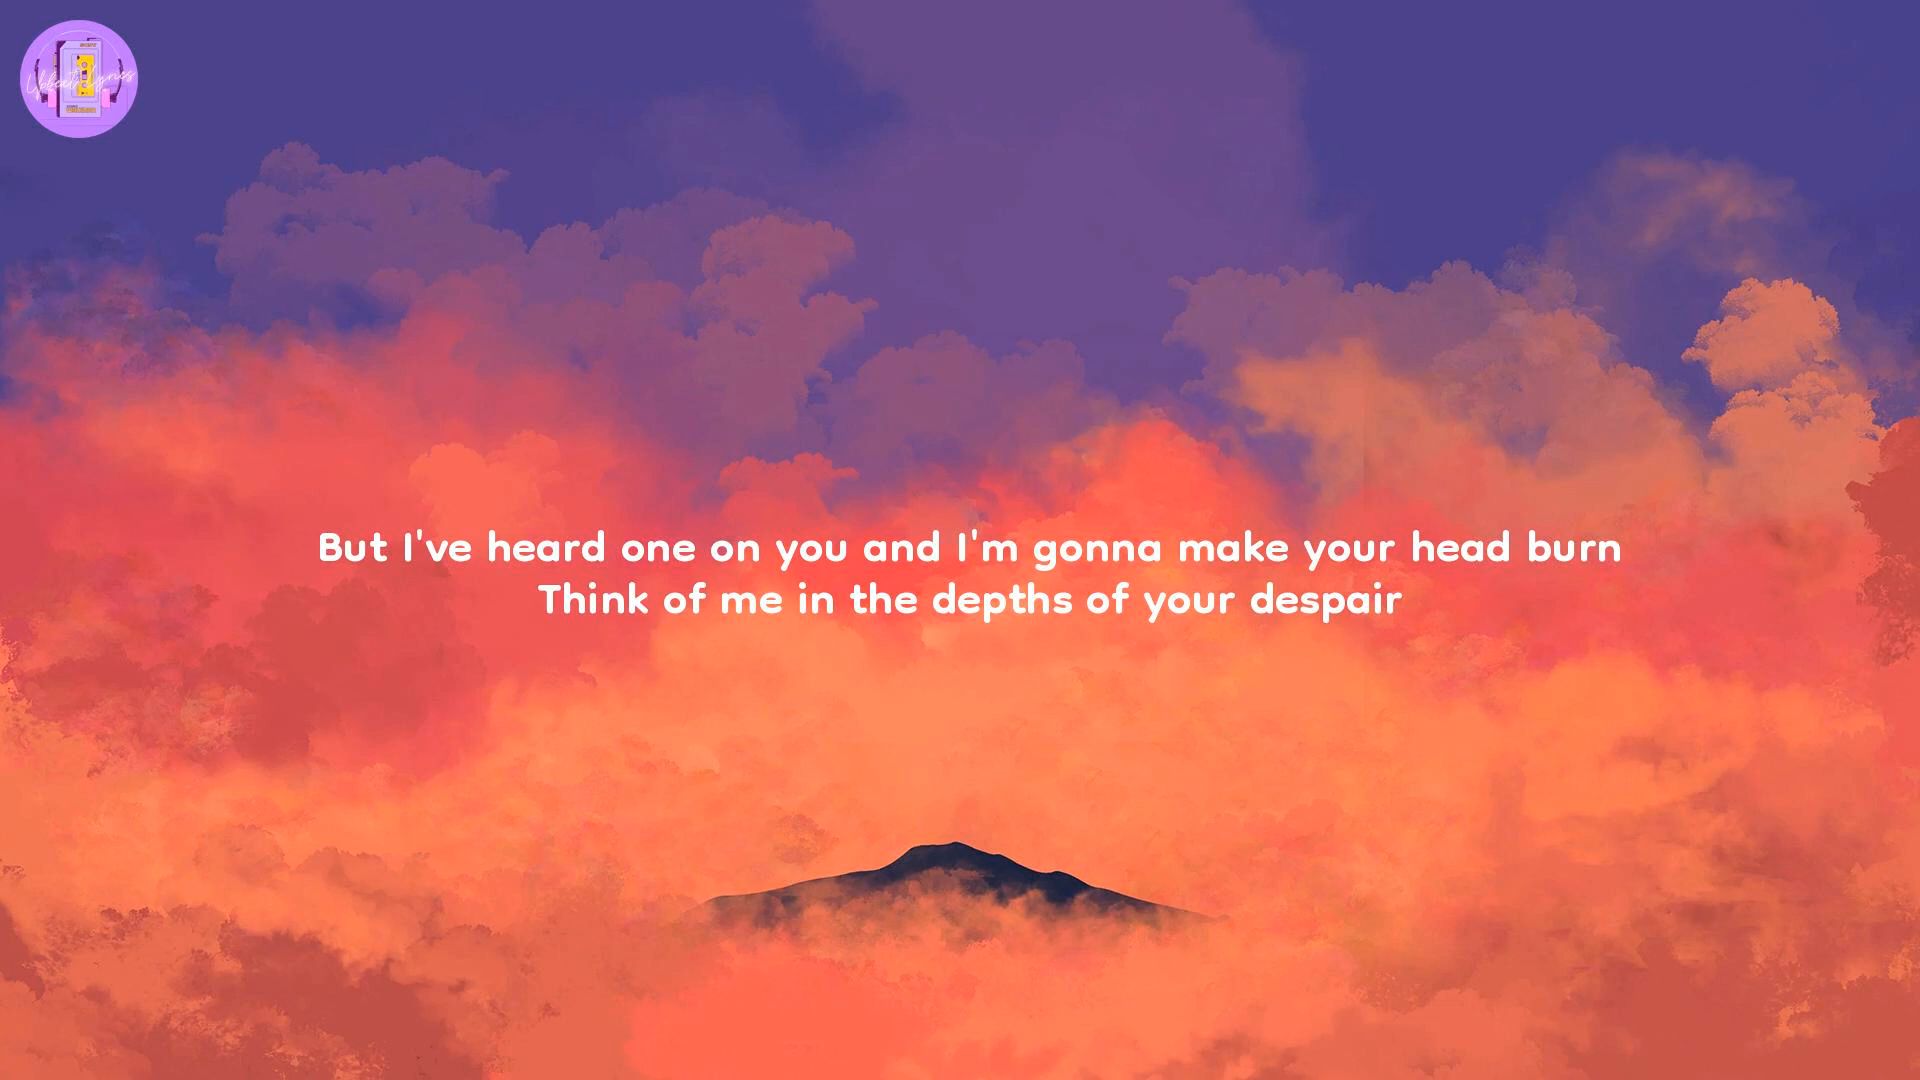 But I've heard one on you and I'm gonna make your head burn
Think of me in the depths of your despair